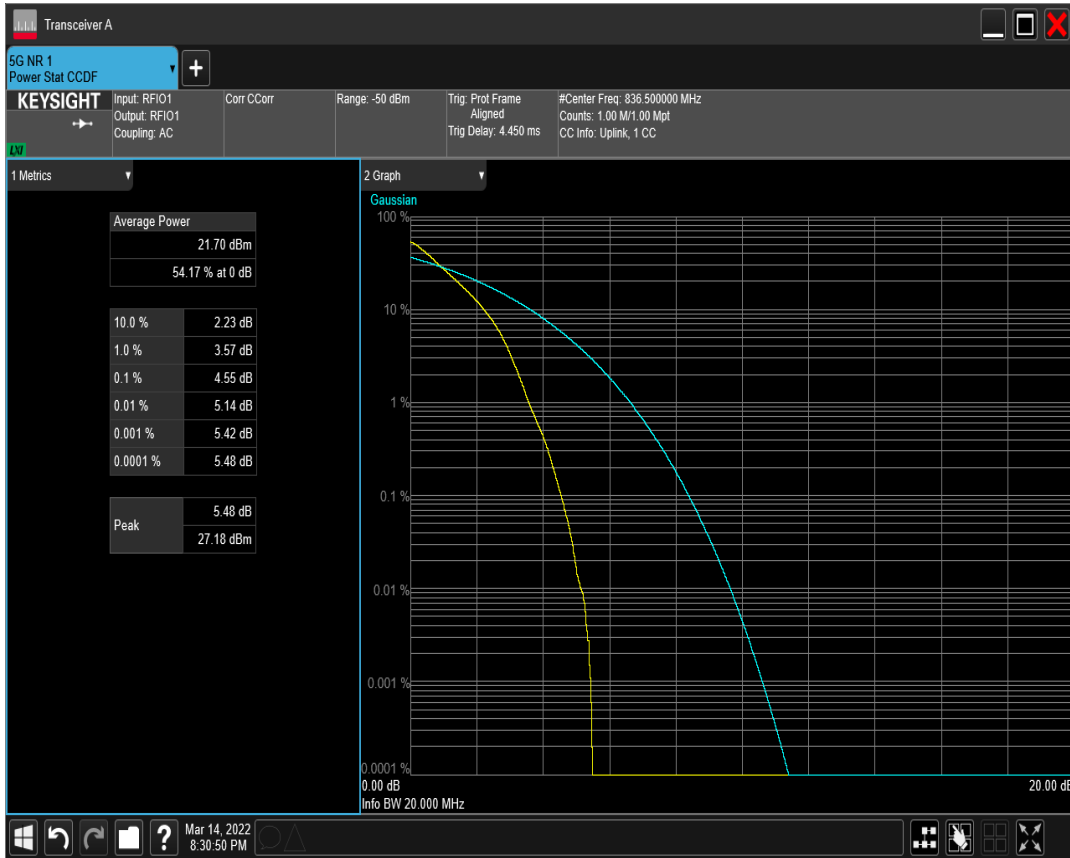 Transceiver A
5G NR 1
Power Stat CCDF
+
KEYSIGHT
LXI
Input: RFIO1
Output: RFIO1
Coupling: AC
Corr CCorr
Range: -50 dBm
Trig: Prot Frame
Aligned
Trig Delay: 4.450 ms
#Center Freq: 836.500000 MHz
Counts: 1.00 M/1.00 Mpt
CC Info: Uplink, 1 CC
1 Metrics
Average Power
21.70 dBm
54.17 % at 0 dB
10.0 % 2.23 dB
1.0 % 3.57 dB
0.1 % 4.55 dB
0.01 % 5.14 dB
0.001 % 5.42 dB
0.0001 % 5.48 dB
Peak
5.48 dB
27.18 dBm
2 Graph
Gaussian
100 %
10 %
1 %
0.1 %
0.01 %
0.001 %
0.0001 %
0.00 dB
20.00 dB
Info BW 20.000 MHz
?
Mar 14, 2022
8:30:50 PM